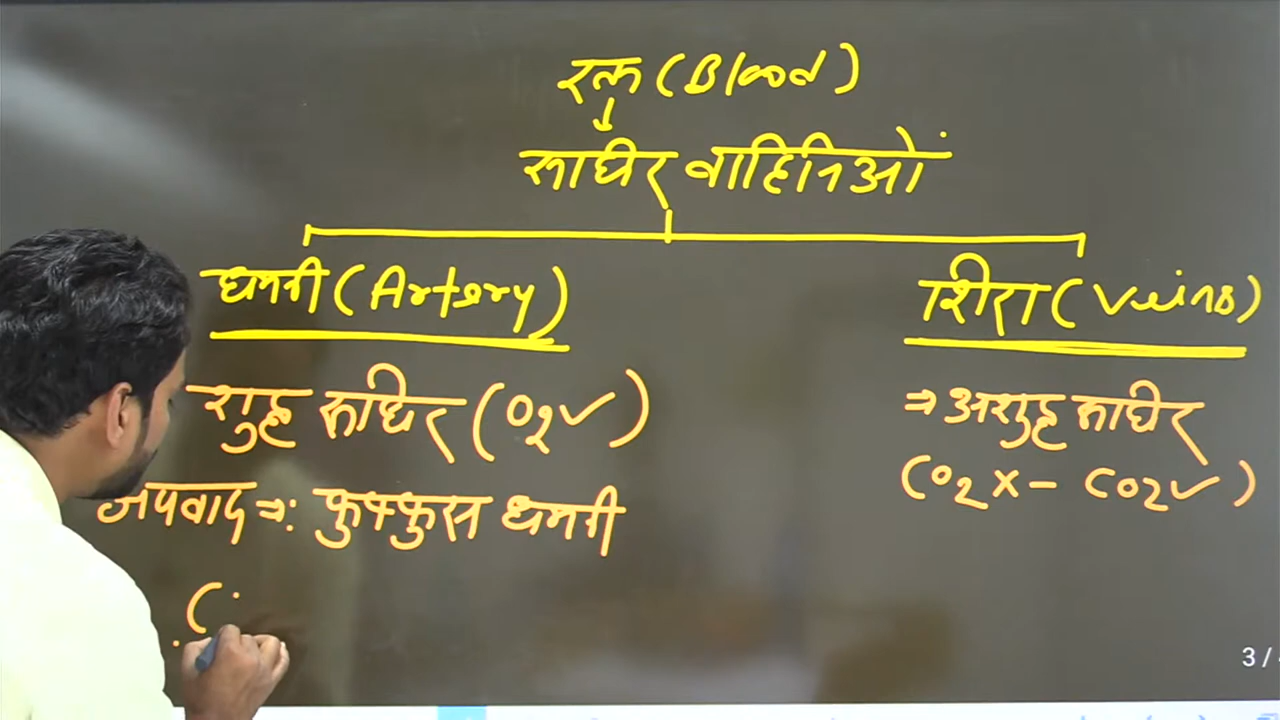 रक्त (Blood)
↓
रुधिर वाहिनिओं
धमनी (Artery)
शिरा (Veins)
शुद्ध रुधिर (O₂✓)
⇒ अशुद्ध रुधिर
(O₂ X - CO₂✓)
अपवाद ⇒: फुफ्फुस धमनी
(
3 /